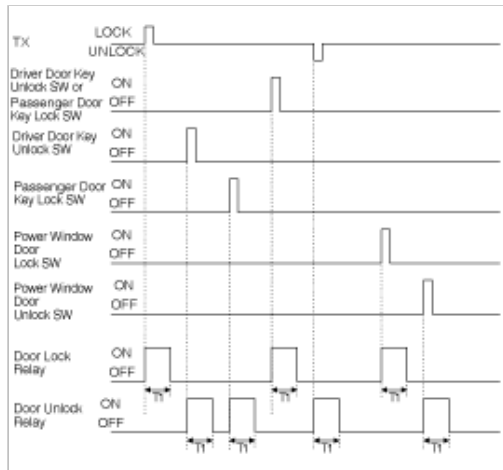 LOCK
TX
UNLOCK
Driver Door Key
Unlock SW or
Passenger Door
Key Lock SW
ON
OFF
Driver Door Key
Unlock SW
ON
OFF
Passenger Door
Key Lock SW
ON
OFF
Power Window
Door
Lock SW
ON
OFF
Power Window
Door
Unlock SW
ON
OFF
Door Lock
Relay
ON
OFF
T1 T1 T1
Door Unlock
Relay
ON
OFF
T1 T1 T1 T1